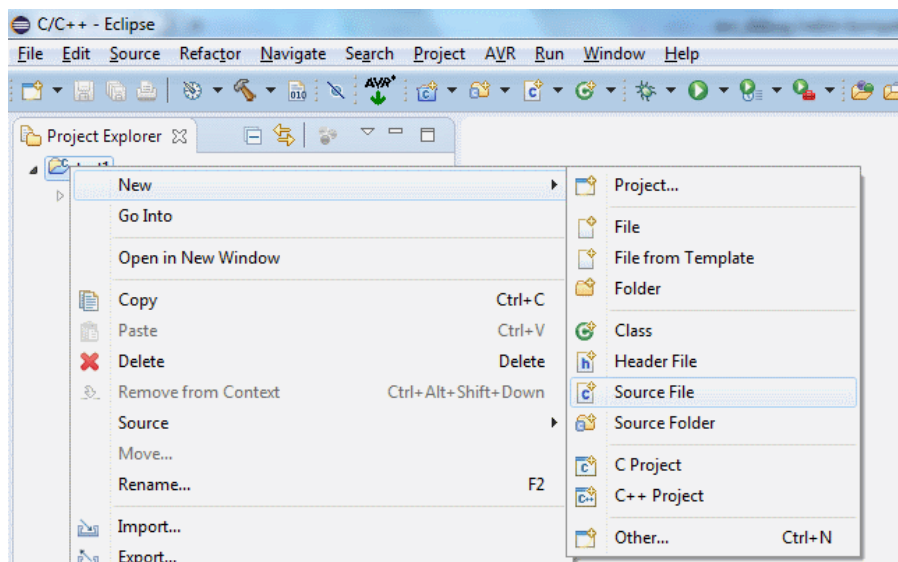 C/C++ - Eclipse
File Edit Source Refactor Navigate Search Project AVR Run Window Help
AVR
Project Explorer
New
Go Into
Open in New Window
Copy Ctrl+C
Paste Ctrl+V
Delete Delete
Remove from Context Ctrl+Alt+Shift+Down
Source
Move...
Rename... F2
Import...
Export...
Project...
File
File from Template
Folder
Class
Header File
Source File
Source Folder
C Project
C++ Project
Other... Ctrl+N